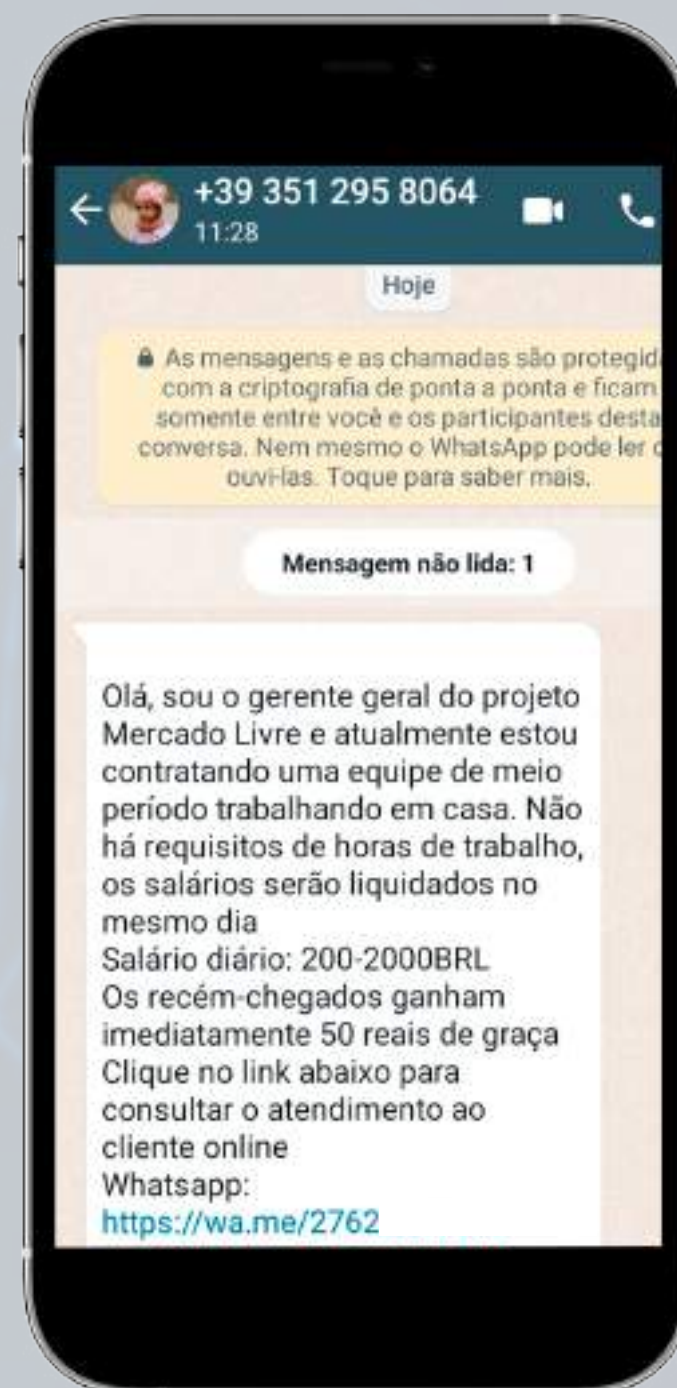 +39 351 295 8064
11:28
Hoje
As mensagens e as chamadas são
com a criptografia de ponta a ponta e ficam
somente entre você e os participantes desta
conversa. Nem mesmo o WhatsApp pode ler
ouvi-las. Toque para saber mais.
Mensagem não lida: 1
Olá, sou o gerente geral do projeto
Mercado Livre e atualmente estou
contratando uma equipe de meio
período trabalhando em casa. Não
há requisitos de horas de trabalho,
os salários serão liquidados no
mesmo dia
Salário diário: 200-2000BRL
Os recém-chegados ganham
imediatamente 50 reais de graça
Clique no link abaixo para
consultar o atendimento ao
cliente online
Whatsapp:
https://wa.me/2762